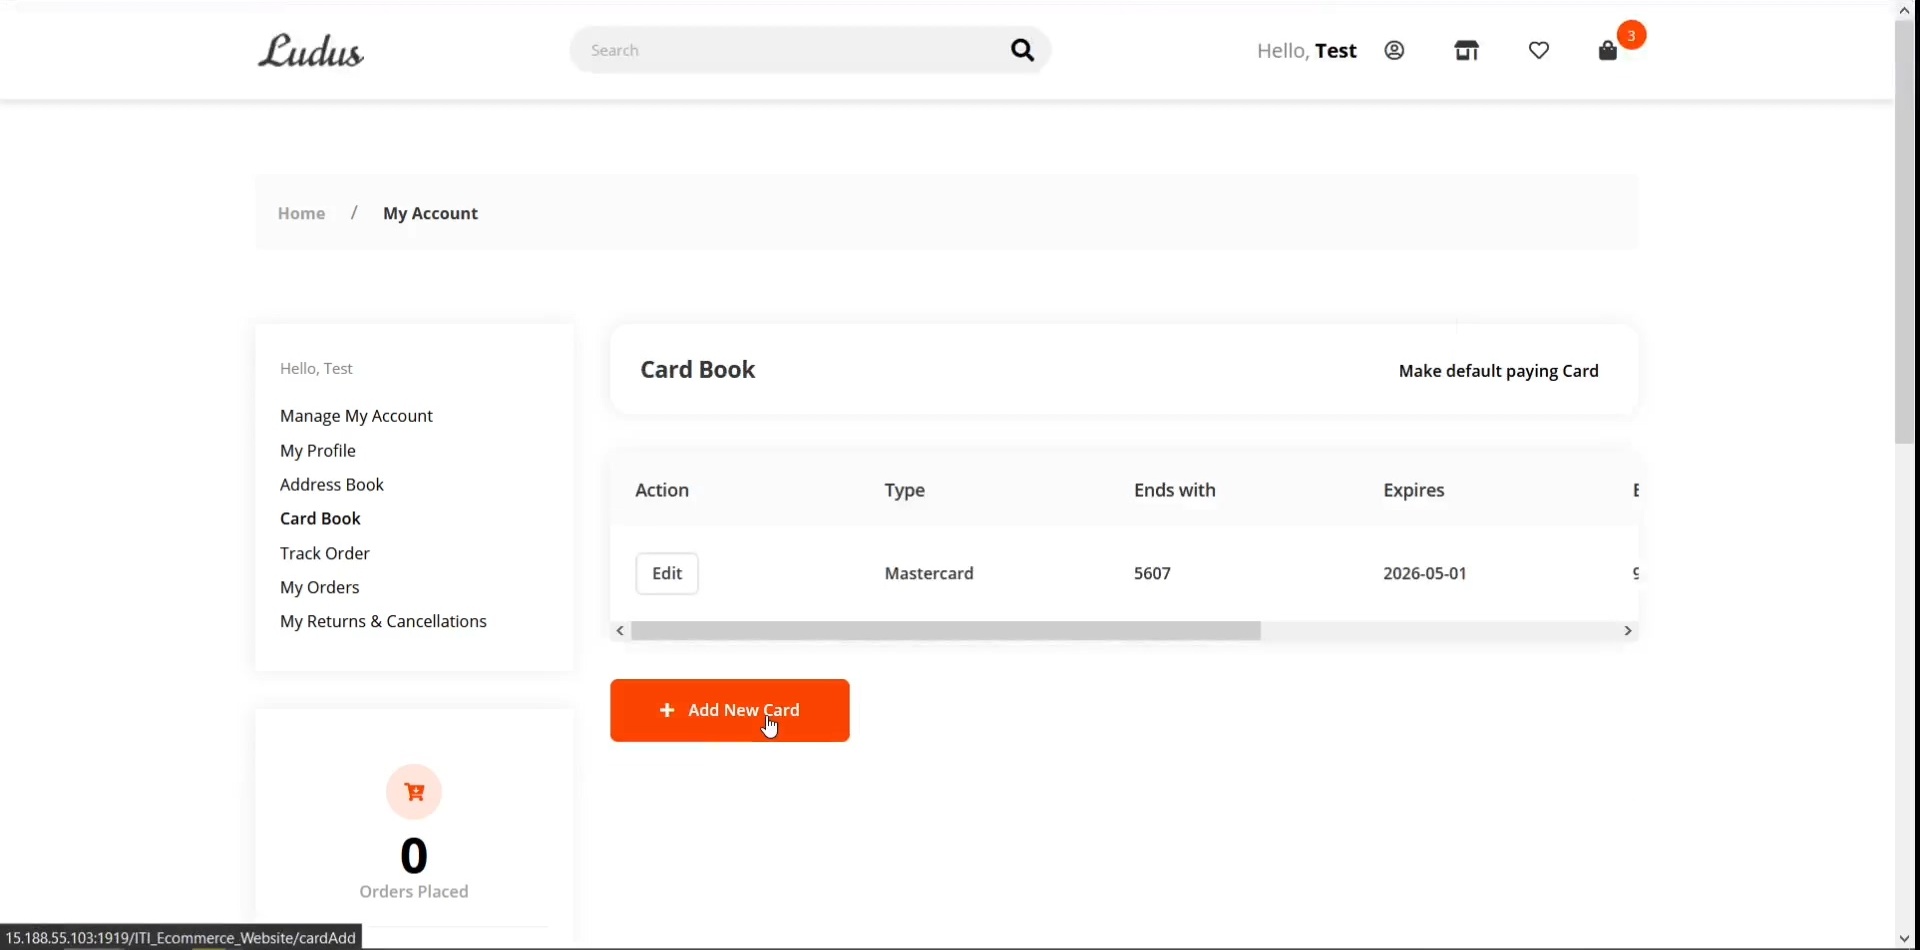 Ludus
Search
Hello, Test
3
Home / My Account
Hello, Test
Manage My Account
My Profile
Address Book
Card Book
Track Order
My Orders
My Returns & Cancellations
0
Orders Placed
Card Book
Make default paying Card
Action Type Ends with Expires
Edit Mastercard 5607 2026-05-01
+ Add New Card
15.188.55.103:1919/ITI_Ecommerce_Website/cardAdd